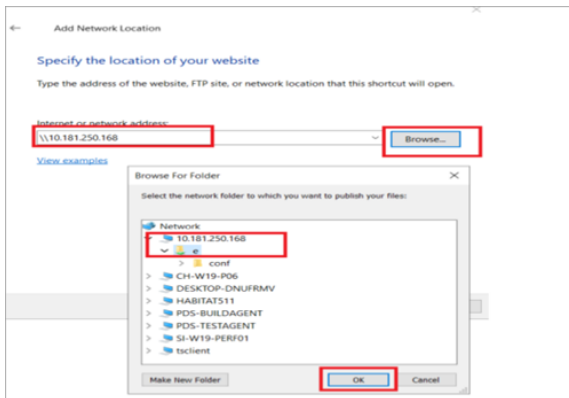 Add Network Location
Specify the location of your website
Type the address of the website, FTP site, or network location that this shortcut will open.
Internet or network address:
\\10.181.250.168
Browse...
View examples
Browse For Folder
Select the network folder to which you want to publish your files:
Network
10.181.250.168
e
conf
CH-W19-P06
DESKTOP-DNUFRMV
HABITAT511
PDS-BUILDAGENT
PDS-TESTAGENT
SI-W19-PERF01
tsclient
Make New Folder
OK
Cancel